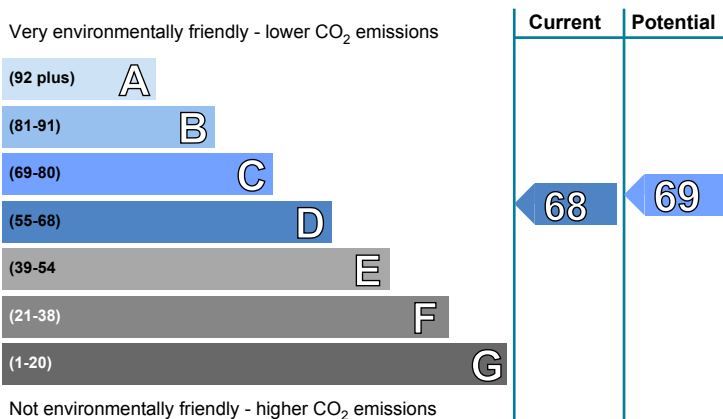 Current Potential
Very environmentally friendly - lower CO₂ emissions
(92 plus) A
(81-91) B
(69-80) C
(55-68) D
68 69
(39-54 E
(21-38) F
(1-20) G
Not environmentally friendly - higher CO₂ emissions